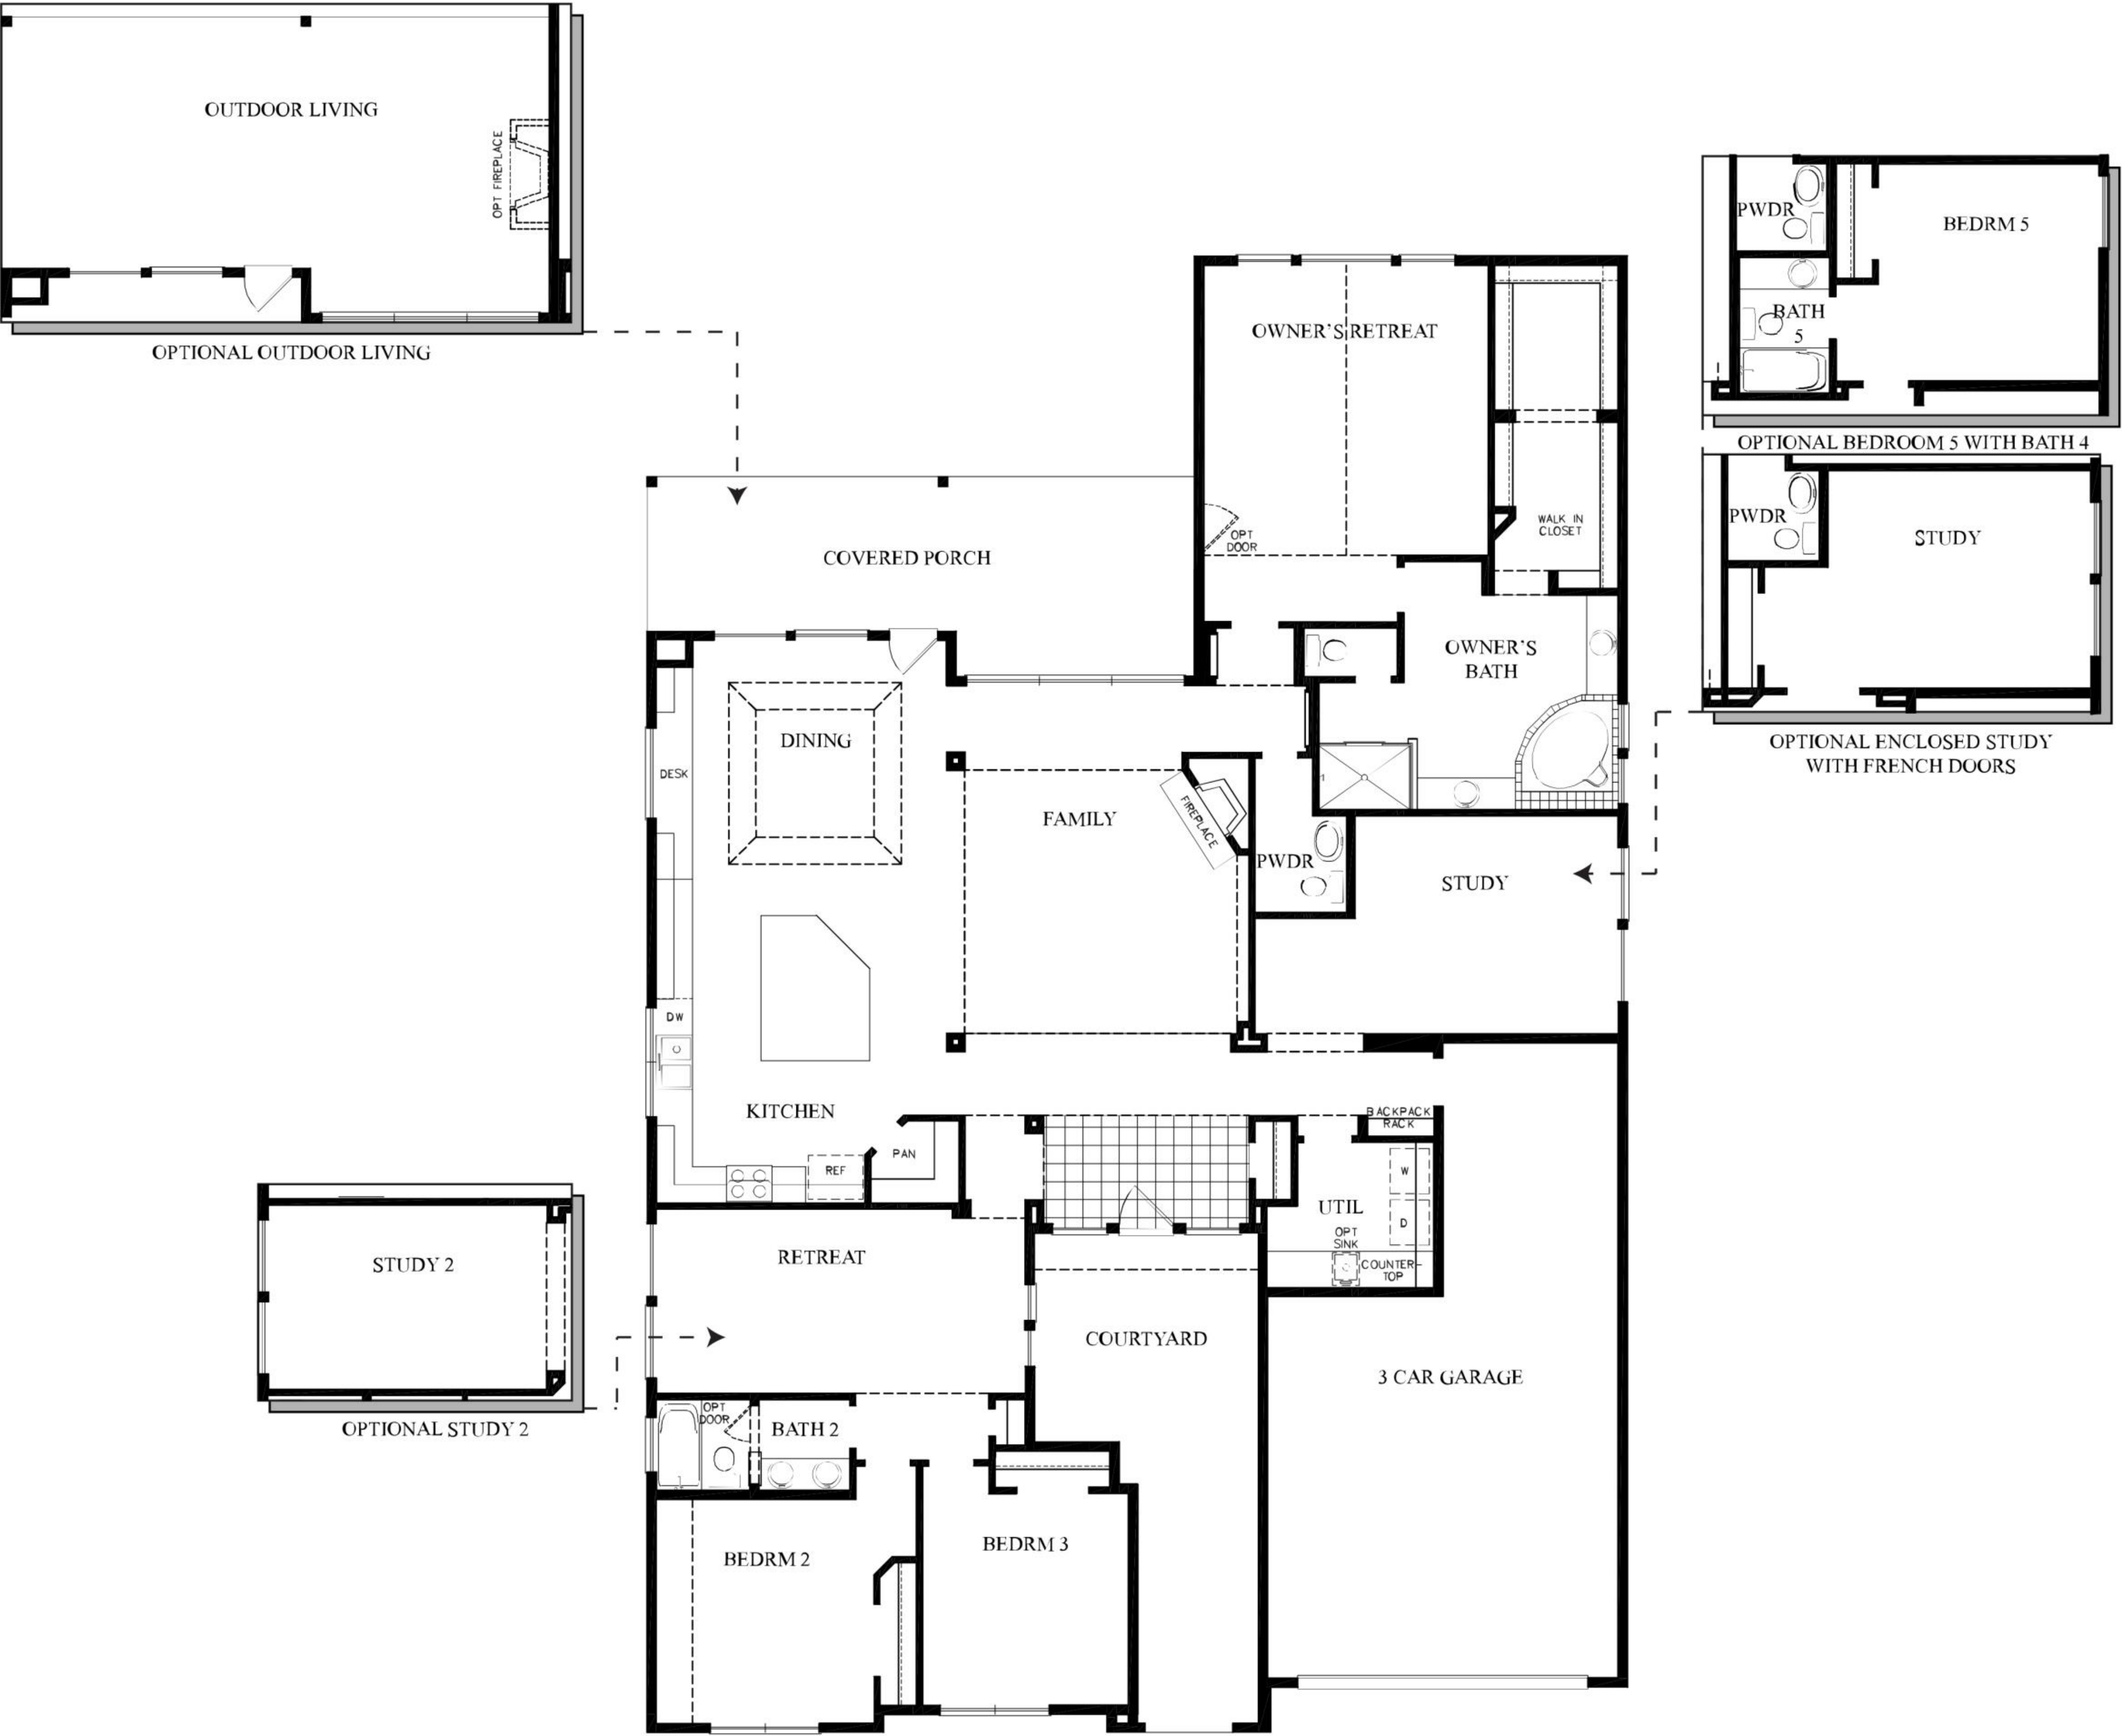 OUTDOOR LIVING
OPT FIREPLACE
OPTIONAL OUTDOOR LIVING
PWDR
BEDRM 5
BATH
5
OPTIONAL BEDROOM 5 WITH BATH 4
PWDR
STUDY
OPTIONAL ENCLOSED STUDY
WITH FRENCH DOORS
OWNER'S RETREAT
WALK IN
CLOSET
OPT
DOOR
COVERED PORCH
OWNER'S
BATH
DINING
DESK
FAMILY
FIREPLACE
PWDR
STUDY
DW
KITCHEN
BACKPACK
RACK
PAN
REF
W
UTIL
D
OPT
SINK
COUNTER-
TOP
RETREAT
STUDY 2
OPTIONAL STUDY 2
COURTYARD
3 CAR GARAGE
OPT
DOOR
BATH 2
BEDRM 2
BEDRM 3